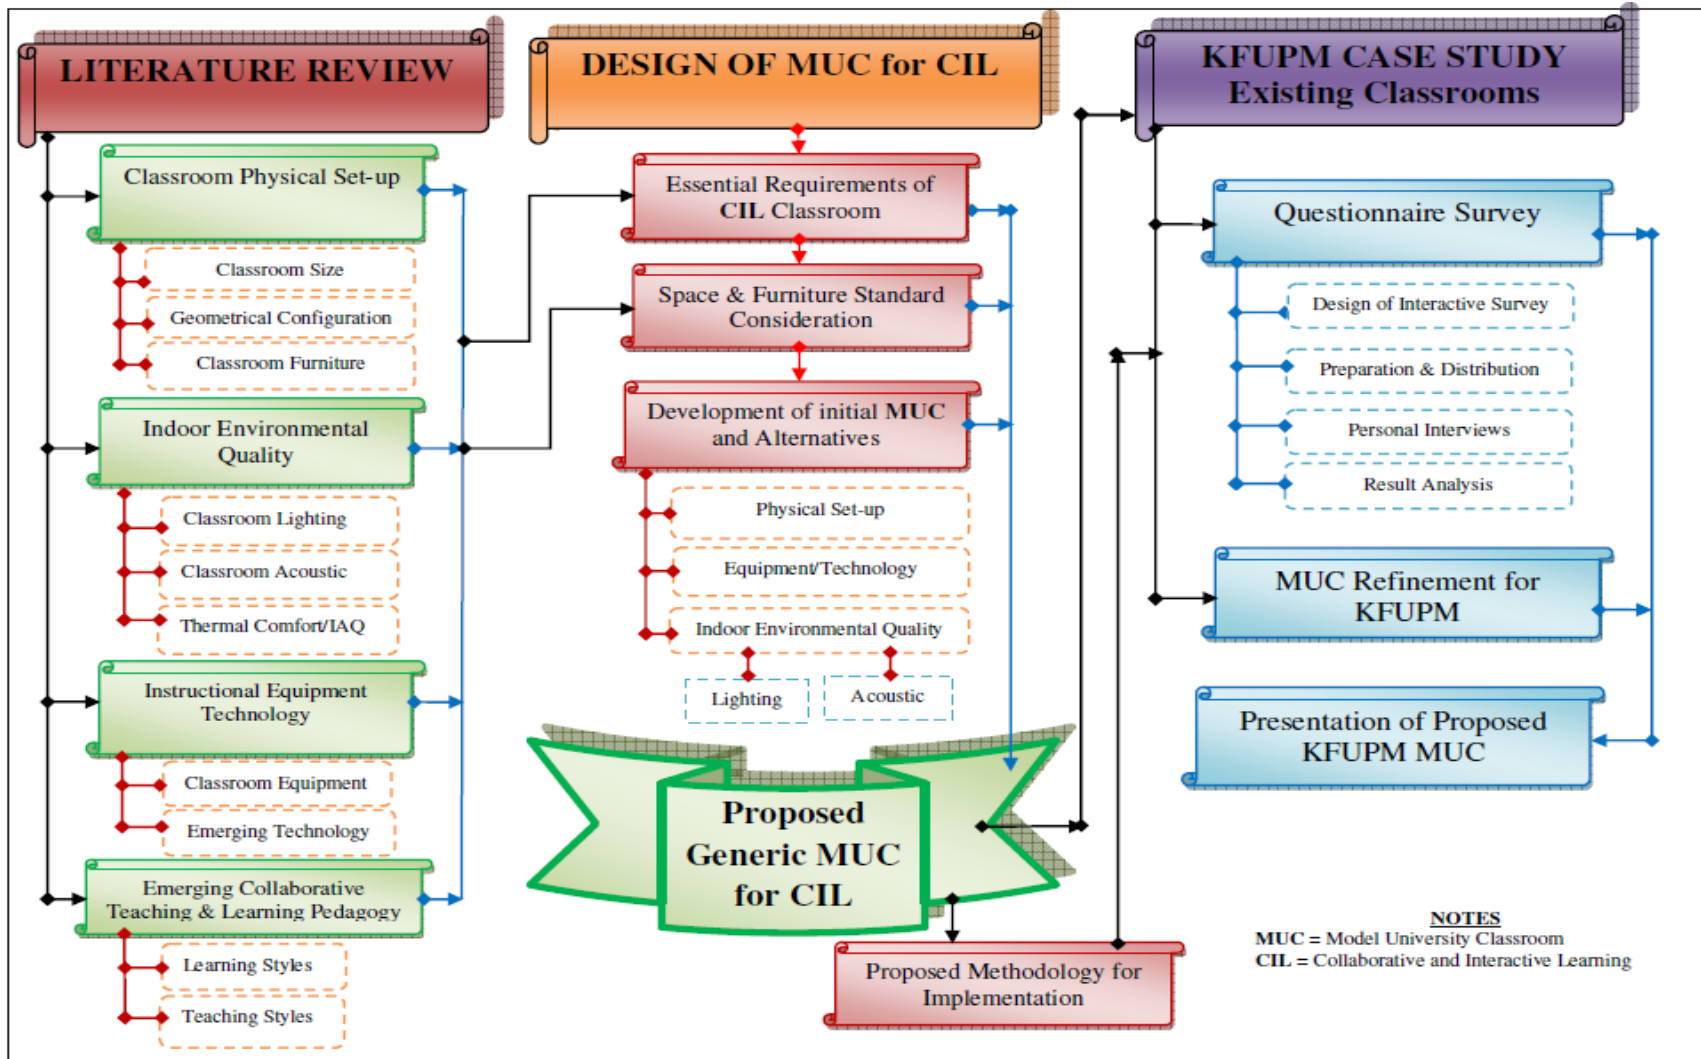 LITERATURE REVIEW
Classroom Physical Set-up
Classroom Size
Geometrical Configuration
Classroom Furniture
Indoor Environmental
Quality
Classroom Lighting
Classroom Acoustic
Thermal Comfort/IAQ
Instructional Equipment
Technology
Classroom Equipment
Emerging Technology
Emerging Collaborative
Teaching & Learning Pedagogy
Learning Styles
Teaching Styles
DESIGN OF MUC for CIL
Essential Requirements of
CIL Classroom
Space & Furniture Standard
Consideration
Development of initial MUC
and Alternatives
Physical Set-up
Equipment/Technology
Indoor Environmental Quality
Lighting
Acoustic
Proposed
Generic MUC
for CIL
Proposed Methodology for
Implementation
KFUPM CASE STUDY
Existing Classrooms
Questionnaire Survey
Design of Interactive Survey
Preparation & Distribution
Personal Interviews
Result Analysis
MUC Refinement for
KFUPM
Presentation of Proposed
KFUPM MUC
NOTES
MUC = Model University Classroom
CIL = Collaborative and Interactive Learning